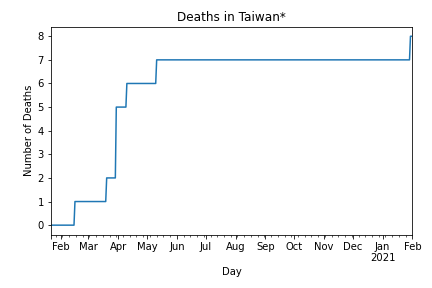 Deaths in Taiwan*
Number of Deaths
8
7
6
5
4
3
2
1
0
Feb Mar Apr May Jun Jul Aug Sep Oct Nov Dec Jan Feb
2021
Day